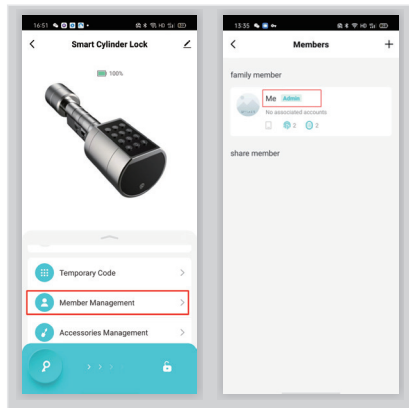 16:51
Smart Cylinder Lock
100%
Temporary Code
Member Management
Accessories Management
13:35
Members
family member
Me Admin
No associated accounts
2 2
share member